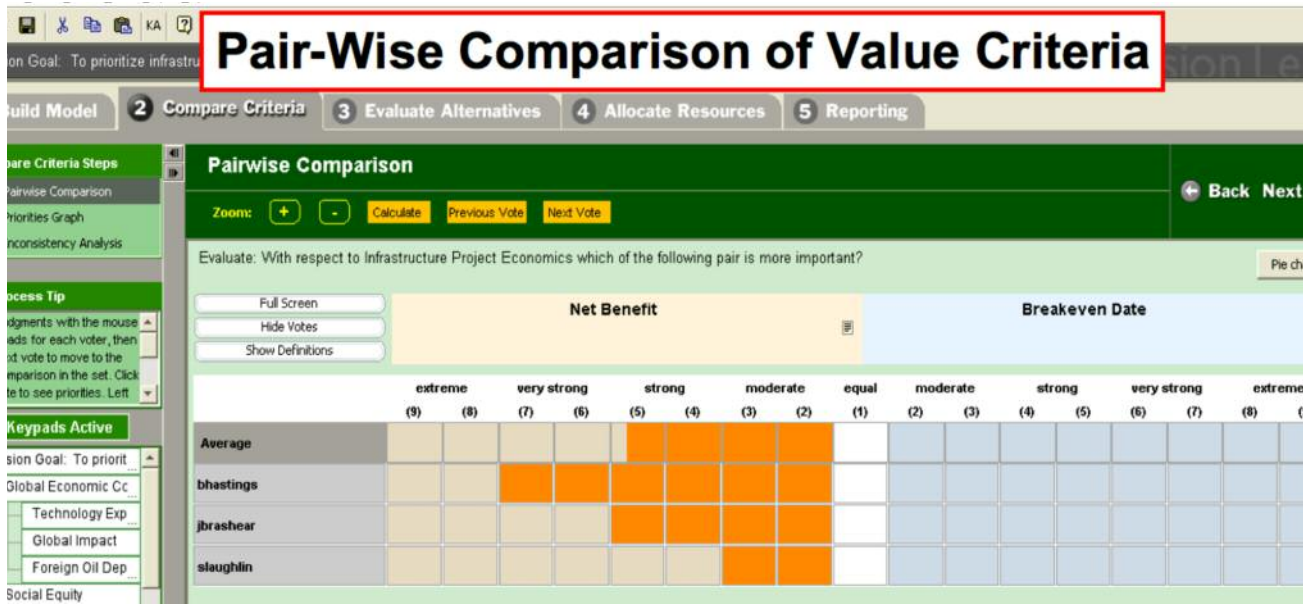 KA
Pair-Wise Comparison of Value Criteria
on Goal: To prioritize infrastru
Build Model 2 Compare Criteria 3 Evaluate Alternatives 4 Allocate Resources 5 Reporting
pare Criteria Steps
Pairwise Comparison
Priorities Graph
Inconsistency Analysis
Pairwise Comparison
Back Next
Zoom: + - Calculate Previous Vote Next Vote
Evaluate: With respect to Infrastructure Project Economics which of the following pair is more important?
Pie ch
ocess Tip
dgments with the mouse
ads for each voter, then
xt vote to move to the
mparison in the set. Click
te to see priorities. Left
Full Screen
Hide Votes
Show Definitions
Net Benefit
Breakeven Date
extreme very strong strong moderate equal moderate strong very strong extreme
(9) (8) (7) (6) (5) (4) (3) (2) (1) (2) (3) (4) (5) (6) (7) (8) (
Average
bhastings
jbrashear
slaughlin
Keypads Active
sion Goal: To priorit
Global Economic Cc
Technology Exp
Global Impact
Foreign Oil Dep
Social Equity